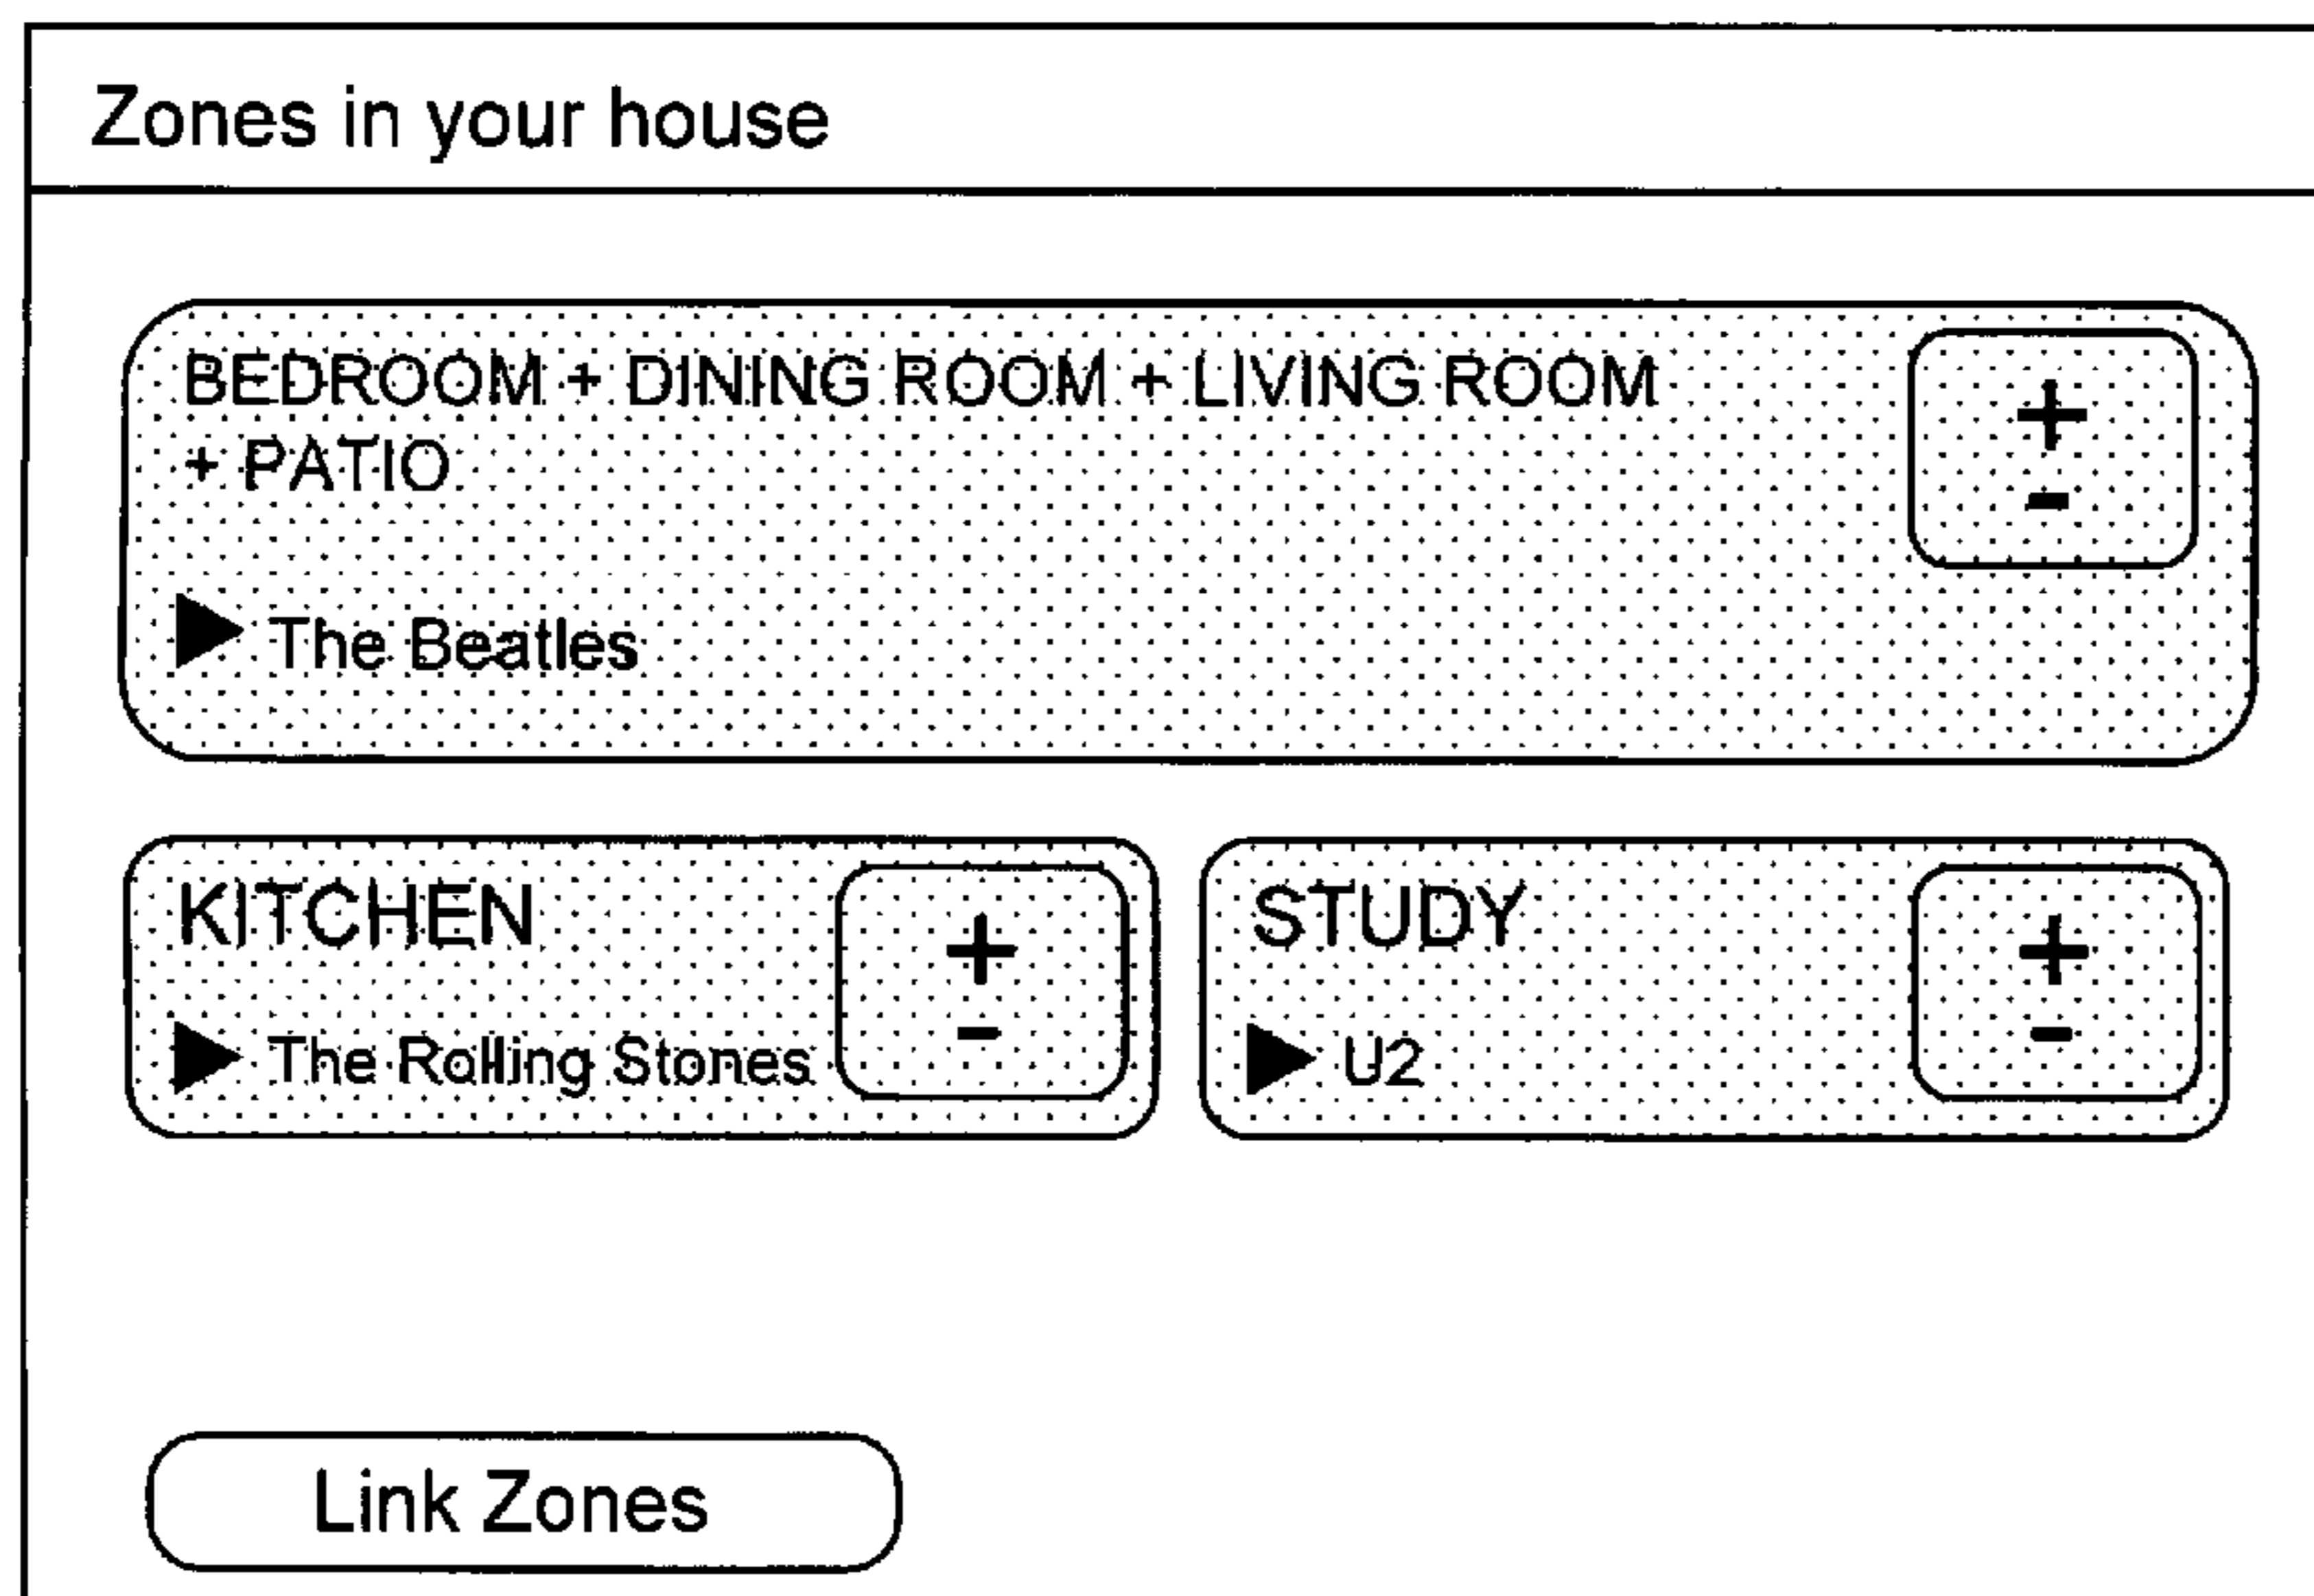 Zones in your house
BEDROOM + DINING ROOM + LIVING ROOM
+ PATIO
+
-
The Beatles
KITCHEN
+
-
The Rolling Stones
STUDY
+
-
U2
Link Zones